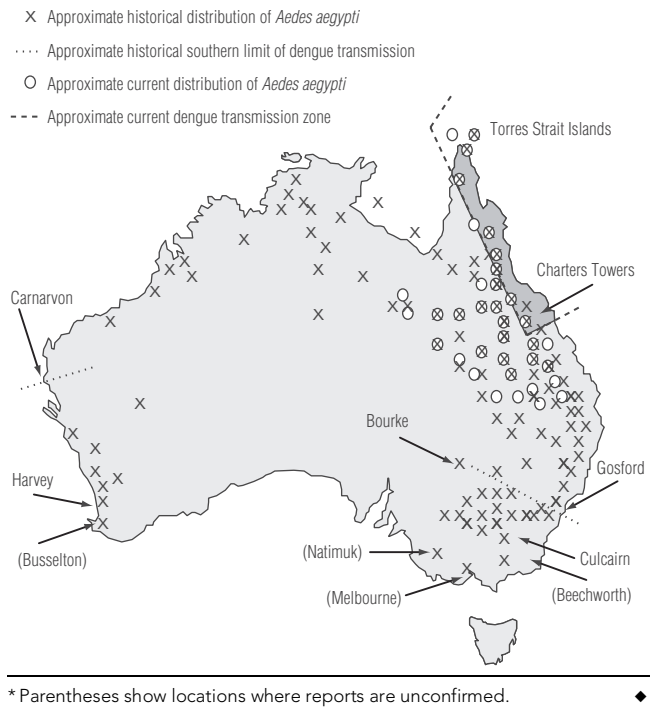 X Approximate historical distribution of Aedes aegypti
Approximate historical southern limit of dengue transmission
Approximate current distribution of Aedes aegypti
Approximate current dengue transmission zone
Torres Strait Islands
Charters Towers
Carnarvon
Bourke
Gosford
Harvey
(Busselton)
(Natimuk)
Culcairn
(Melbourne)
(Beechworth)
* Parentheses show locations where reports are unconfirmed.